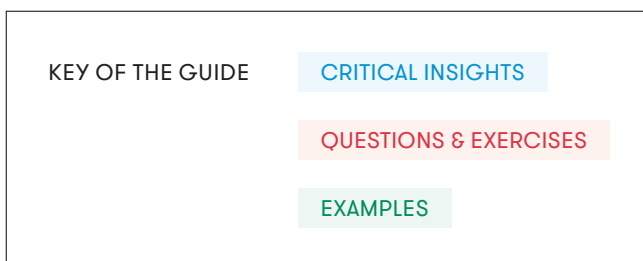 KEY OF THE GUIDE
CRITICAL INSIGHTS
QUESTIONS & EXERCISES
EXAMPLES